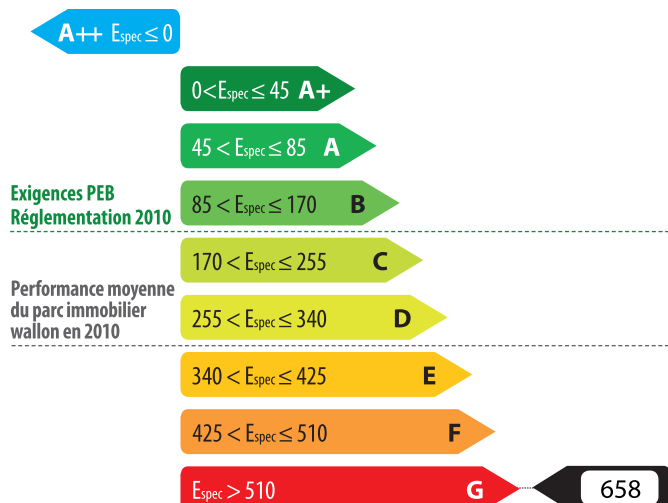 A++ Espec ≤ 0
0<Espec ≤ 45 A+
45 < Espec ≤ 85 A
Exigences PEB
Réglementation 2010
85 < Espec ≤ 170 B
170 < Espec ≤ 255 C
Performance moyenne
du parc immobilier
wallon en 2010
255 < Espec ≤ 340 D
340 < Espec ≤ 425 E
425 < Espec ≤ 510 F
Espec > 510 G
658